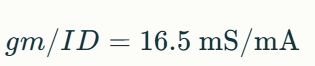 gm/ID = 16.5 mS/mA